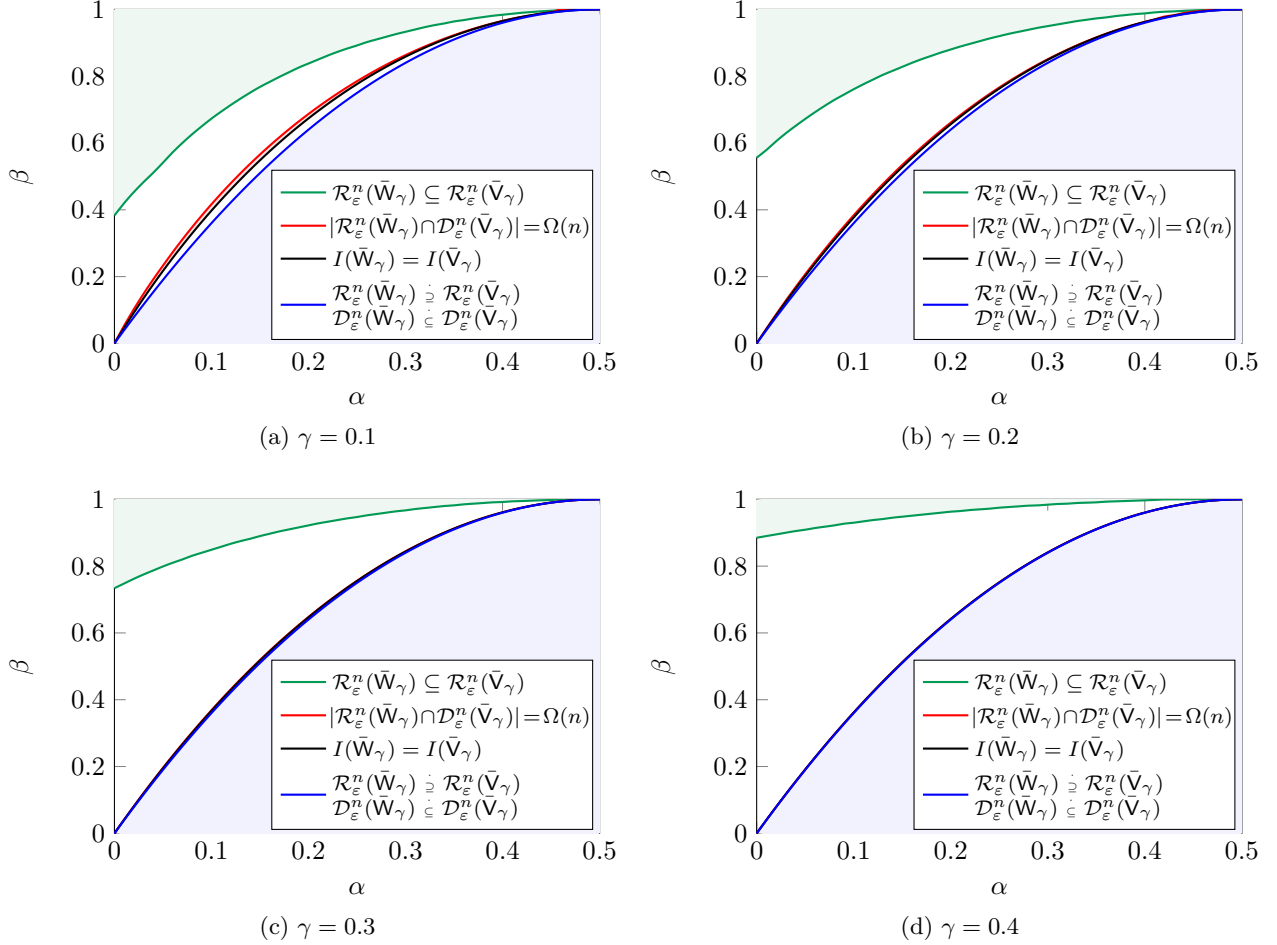 1
0.8
0.6
0.4
0.2
0
β
0 0.1 0.2 0.3 0.4 0.5
α
ℛⁿ_ε(W̄_γ) ⊆ ℛⁿ_ε(V̄_γ)
|ℛⁿ_ε(W̄_γ)∩𝒟ⁿ_ε(V̄_γ)|=Ω(n)
I(W̄_γ) = I(V̄_γ)
ℛⁿ_ε(W̄_γ) ⊇̇ ℛⁿ_ε(V̄_γ)
𝒟ⁿ_ε(W̄_γ) ⊆̇ 𝒟ⁿ_ε(V̄_γ)
(a) γ = 0.1
1
0.8
0.6
0.4
0.2
0
β
0 0.1 0.2 0.3 0.4 0.5
α
ℛⁿ_ε(W̄_γ) ⊆ ℛⁿ_ε(V̄_γ)
|ℛⁿ_ε(W̄_γ)∩𝒟ⁿ_ε(V̄_γ)|=Ω(n)
I(W̄_γ) = I(V̄_γ)
ℛⁿ_ε(W̄_γ) ⊇̇ ℛⁿ_ε(V̄_γ)
𝒟ⁿ_ε(W̄_γ) ⊆̇ 𝒟ⁿ_ε(V̄_γ)
(b) γ = 0.2
1
0.8
0.6
0.4
0.2
0
β
0 0.1 0.2 0.3 0.4 0.5
α
ℛⁿ_ε(W̄_γ) ⊆ ℛⁿ_ε(V̄_γ)
|ℛⁿ_ε(W̄_γ)∩𝒟ⁿ_ε(V̄_γ)|=Ω(n)
I(W̄_γ) = I(V̄_γ)
ℛⁿ_ε(W̄_γ) ⊇̇ ℛⁿ_ε(V̄_γ)
𝒟ⁿ_ε(W̄_γ) ⊆̇ 𝒟ⁿ_ε(V̄_γ)
(c) γ = 0.3
1
0.8
0.6
0.4
0.2
0
β
0 0.1 0.2 0.3 0.4 0.5
α
ℛⁿ_ε(W̄_γ) ⊆ ℛⁿ_ε(V̄_γ)
|ℛⁿ_ε(W̄_γ)∩𝒟ⁿ_ε(V̄_γ)|=Ω(n)
I(W̄_γ) = I(V̄_γ)
ℛⁿ_ε(W̄_γ) ⊇̇ ℛⁿ_ε(V̄_γ)
𝒟ⁿ_ε(W̄_γ) ⊆̇ 𝒟ⁿ_ε(V̄_γ)
(d) γ = 0.4